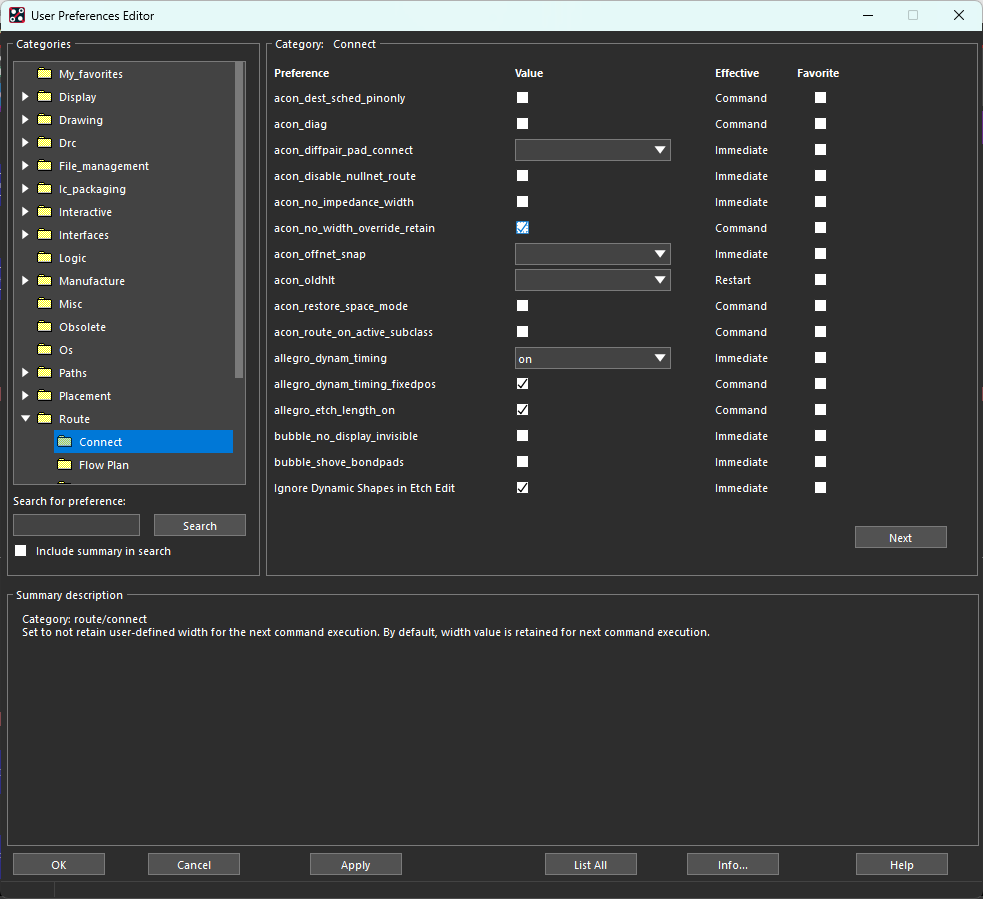 User Preferences Editor
Categories
My_favorites
Display
Drawing
Drc
File_management
Ic_packaging
Interactive
Interfaces
Logic
Manufacture
Misc
Obsolete
Os
Paths
Placement
Route
Connect
Flow Plan
Search for preference:
Search
Include summary in search
Category: Connect
Preference Value Effective Favorite
acon_dest_sched_pinonly Command
acon_diag Command
acon_diffpair_pad_connect Immediate
acon_disable_nullnet_route Immediate
acon_no_impedance_width Immediate
acon_no_width_override_retain Command
acon_offnet_snap Immediate
acon_oldhlt Restart
acon_restore_space_mode Command
acon_route_on_active_subclass Command
allegro_dynam_timing on Immediate
allegro_dynam_timing_fixedpos Command
allegro_etch_length_on Command
bubble_no_display_invisible Immediate
bubble_shove_bondpads Immediate
Ignore Dynamic Shapes in Etch Edit Immediate
Next
Summary description
Category: route/connect
Set to not retain user-defined width for the next command execution. By default, width value is retained for next command execution.
OK Cancel Apply List All Info... Help